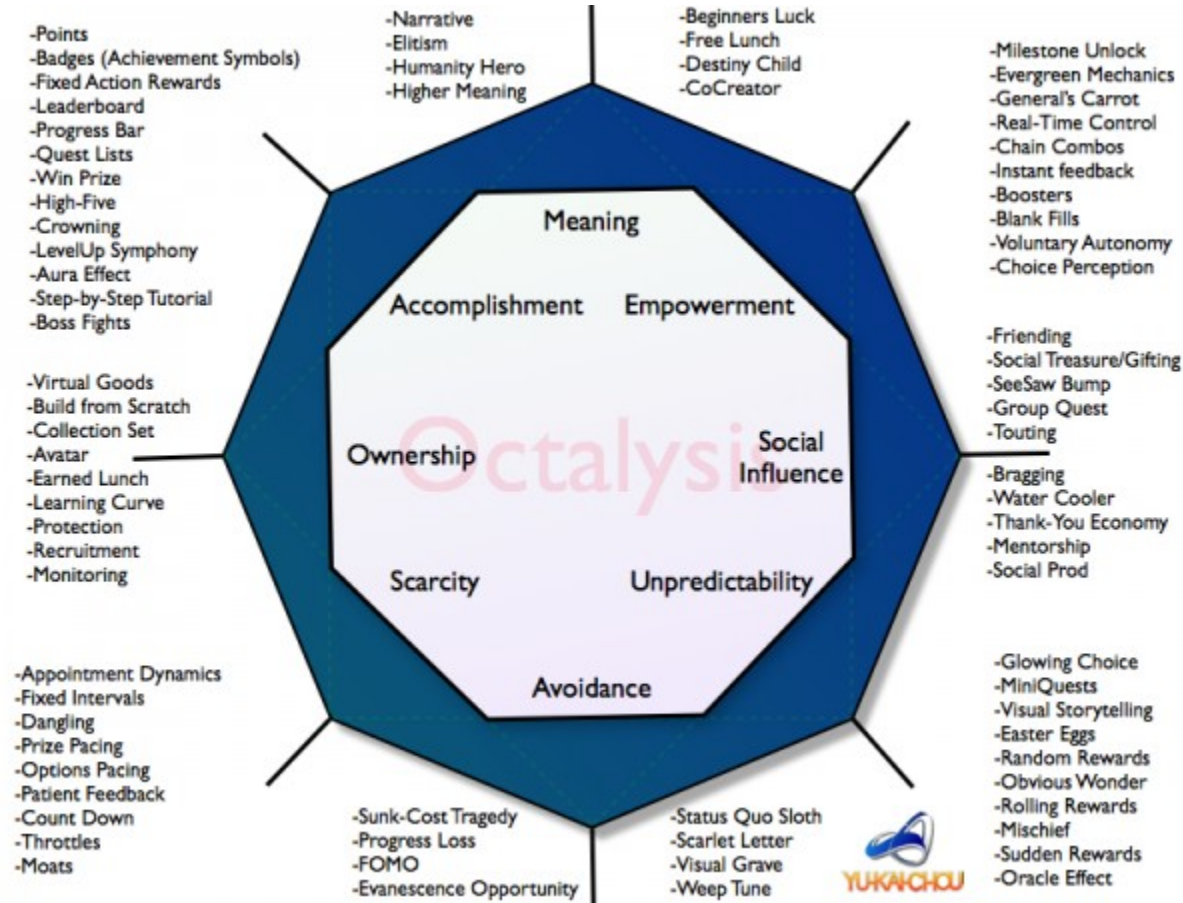 -Points
-Badges (Achievement Symbols)
-Fixed Action Rewards
-Leaderboard
-Progress Bar
-Quest Lists
-Win Prize
-High-Five
-Crowning
-LevelUp Symphony
-Aura Effect
-Step-by-Step Tutorial
-Boss Fights
-Narrative
-Elitism
-Humanity Hero
-Higher Meaning
-Beginners Luck
-Free Lunch
-Destiny Child
-CoCreator
-Milestone Unlock
-Evergreen Mechanics
-General's Carrot
-Real-Time Control
-Chain Combos
-Instant feedback
-Boosters
-Blank Fills
-Voluntary Autonomy
-Choice Perception
Meaning
Accomplishment
Empowerment
Ownership
Octalysis
Social
Influence
Scarcity
Unpredictability
Avoidance
-Virtual Goods
-Build from Scratch
-Collection Set
-Avatar
-Earned Lunch
-Learning Curve
-Protection
-Recruitment
-Monitoring
-Friending
-Social Treasure/Gifting
-SeeSaw Bump
-Group Quest
-Touting
-Bragging
-Water Cooler
-Thank-You Economy
-Mentorship
-Social Prod
-Appointment Dynamics
-Fixed Intervals
-Dangling
-Prize Pacing
-Options Pacing
-Patient Feedback
-Count Down
-Throttles
-Moats
-Sunk-Cost Tragedy
-Progress Loss
-FOMO
-Evanescence Opportunity
-Status Quo Sloth
-Scarlet Letter
-Visual Grave
-Weep Tune
YU-KAI-CHOU
-Glowing Choice
-MiniQuests
-Visual Storytelling
-Easter Eggs
-Random Rewards
-Obvious Wonder
-Rolling Rewards
-Mischief
-Sudden Rewards
-Oracle Effect